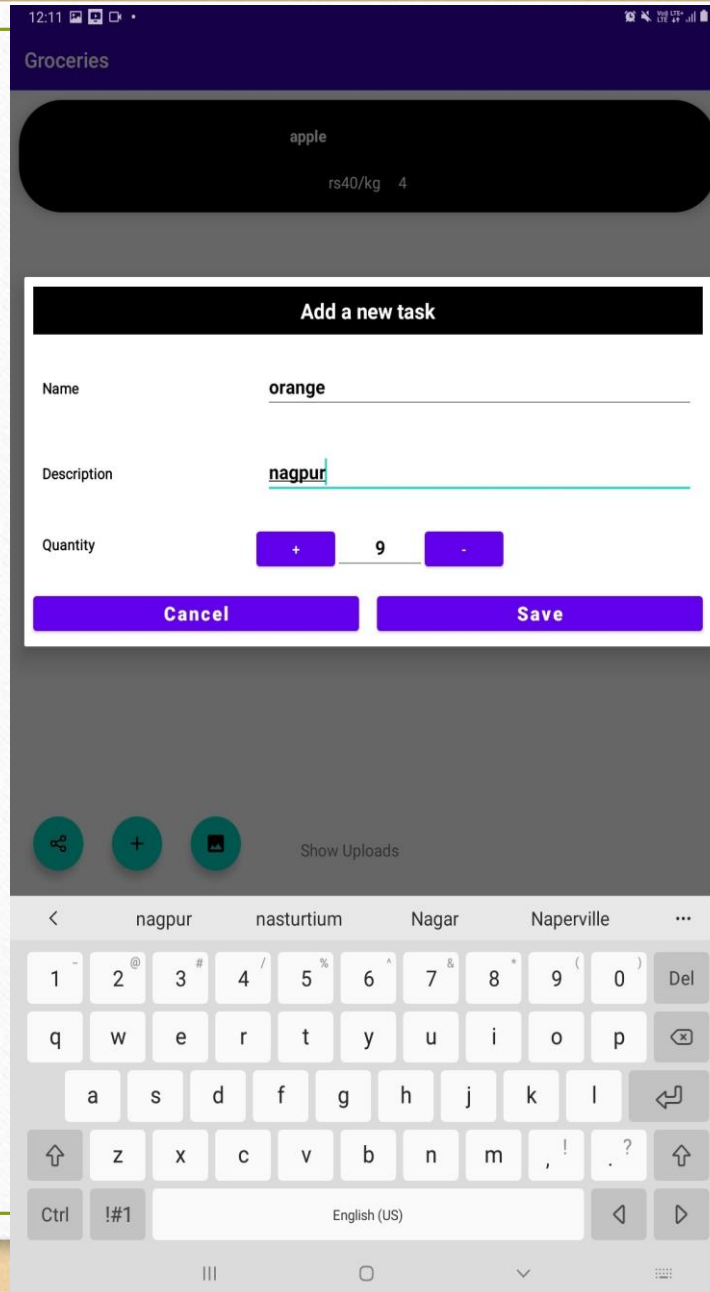 12:11
Groceries
apple
rs40/kg 4
Add a new task
Name orange
Description nagpur
Quantity + 9 -
Cancel Save
Show Uploads
< nagpur nasturtium Nagar Naperville ...
1 - 2 @ 3 # 4 / 5 % 6 ^ 7 & 8 * 9 ( 0 ) Del
q w e r t y u i o p
a s d f g h j k l
z x c v b n m , ! . ?
Ctrl !#1 English (US)